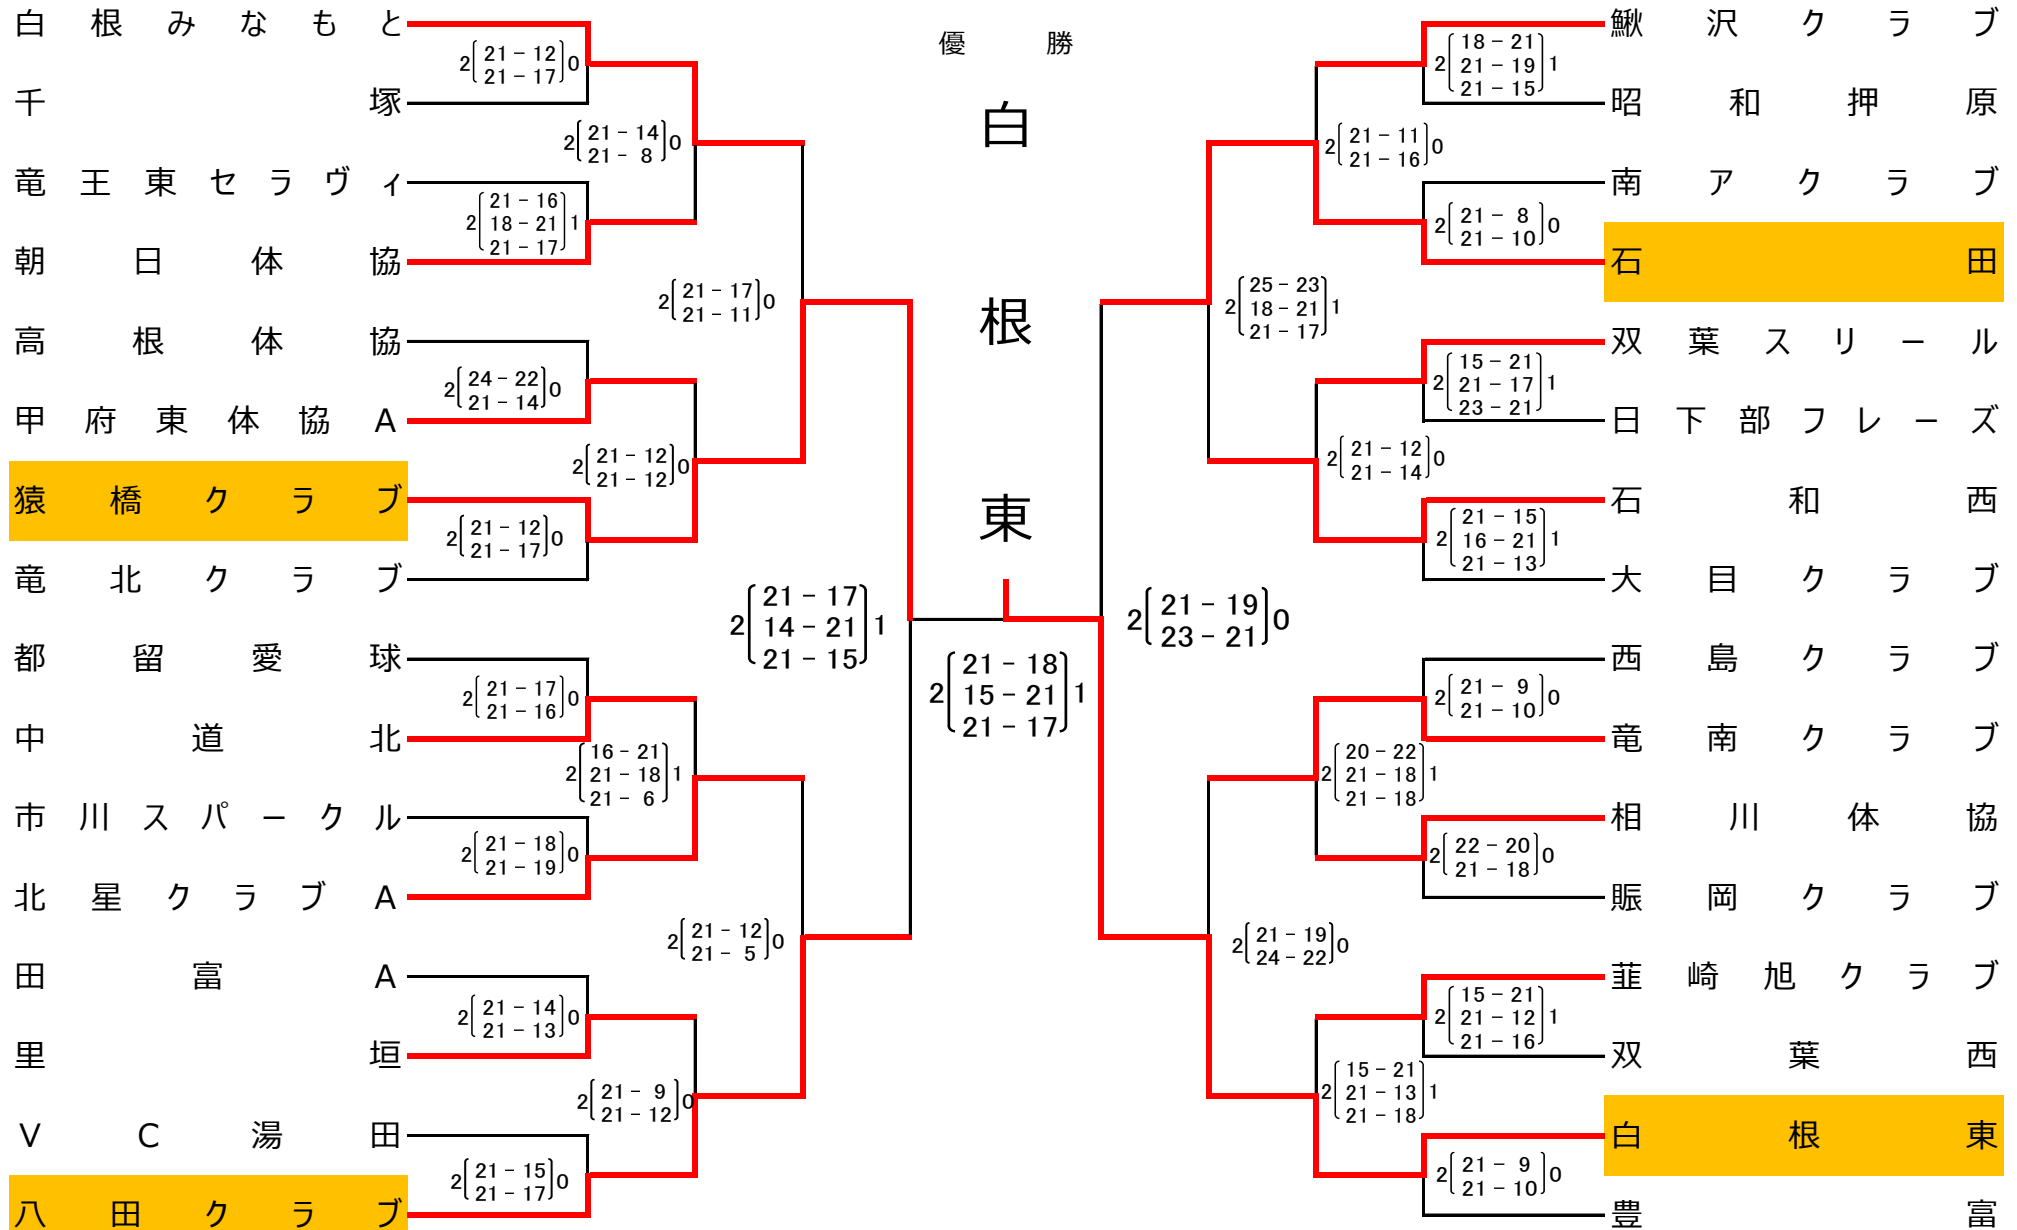 優勝
白根東
白根みなもと
2 21－12 0
21－17
千塚
2 21－14 0
21－ 8
竜王東セラヴィ
21－16
2 18－21 1
21－17
朝日体協
2 21－17 0
21－11
高根体協
2 24－22 0
21－14
甲府東体協A
2 21－12 0
21－12
猿橋クラブ
2 21－12 0
21－17
竜北クラブ
21－17
2 14－21 1
21－15
都留愛球
2 21－17 0
21－16
中道北
16－21
2 21－18 1
21－ 6
市川スパークル
2 21－18 0
21－19
北星クラブA
2 21－12 0
21－ 5
田富A
2 21－14 0
21－13
里垣
2 21－ 9 0
21－12
VC湯田
2 21－15 0
21－17
八田クラブ
21－18
2 15－21 1
21－17
鰍沢クラブ
18－21
2 21－19 1
21－15
昭和押原
2 21－11 0
21－16
南アクラブ
2 21－ 8 0
21－10
石田
25－23
2 18－21 1
21－17
双葉スリール
15－21
2 21－17 1
23－21
日下部フレーズ
2 21－12 0
21－14
石和西
21－15
2 16－21 1
21－13
大目クラブ
2 21－19 0
23－21
西島クラブ
2 21－ 9 0
21－10
竜南クラブ
20－22
2 21－18 1
21－18
相川体協
2 22－20 0
21－18
賑岡クラブ
2 21－19 0
24－22
韮崎旭クラブ
15－21
2 21－12 1
21－16
双葉西
15－21
2 21－13 1
21－18
白根東
2 21－ 9 0
21－10
豊富